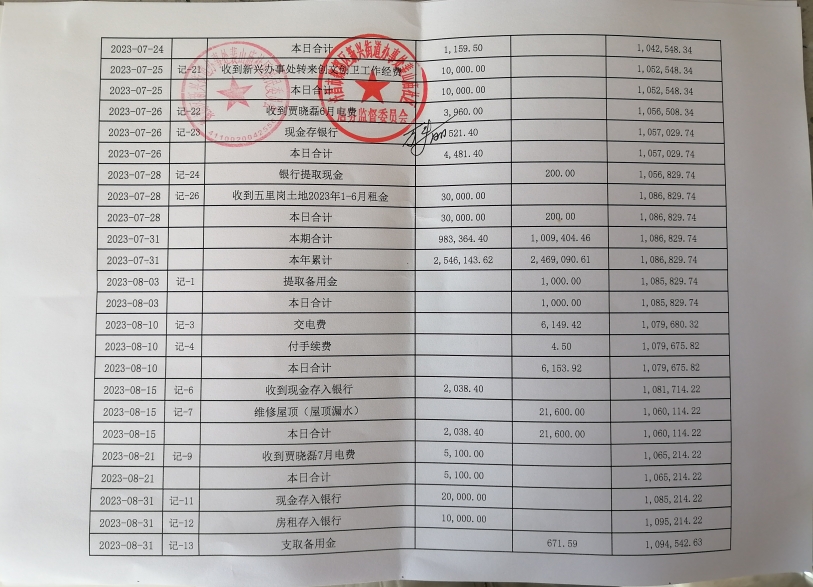 2023-07-24 本日合计 1,159.50 1,042,548.34
2023-07-25 记-21 收到新兴办事处转来创文创卫工作经费 10,000.00 1,052,548.34
2023-07-25 本日合计 10,000.00 1,052,548.34
2023-07-26 记-22 收到贾晓磊6月电费 3,960.00 1,056,508.34
2023-07-26 记-23 现金存银行 521.40 1,057,029.74
2023-07-26 本日合计 4,481.40 1,057,029.74
2023-07-28 记-24 银行提取现金 200.00 1,056,829.74
2023-07-28 记-26 收到五里岗土地2023年1-6月租金 30,000.00 1,086,829.74
2023-07-28 本日合计 30,000.00 200.00 1,086,829.74
2023-07-31 本期合计 983,364.40 1,009,404.46 1,086,829.74
2023-07-31 本年累计 2,546,143.62 2,469,090.61 1,086,829.74
2023-08-03 记-1 提取备用金 1,000.00 1,085,829.74
2023-08-03 本日合计 1,000.00 1,085,829.74
2023-08-10 记-3 交电费 6,149.42 1,079,680.32
2023-08-10 记-4 付手续费 4.50 1,079,675.82
2023-08-10 本日合计 6,153.92 1,079,675.82
2023-08-15 记-6 收到现金存入银行 2,038.40 1,081,714.22
2023-08-15 记-7 维修屋顶（屋顶漏水） 21,600.00 1,060,114.22
2023-08-15 本日合计 2,038.40 21,600.00 1,060,114.22
2023-08-21 记-9 收到贾晓磊7月电费 5,100.00 1,065,214.22
2023-08-21 本日合计 5,100.00 1,065,214.22
2023-08-31 记-11 现金存入银行 20,000.00 1,085,214.22
2023-08-31 记-12 房租存入银行 10,000.00 1,095,214.22
2023-08-31 记-13 支取备用金 671.59 1,094,542.63
居务监督委员会